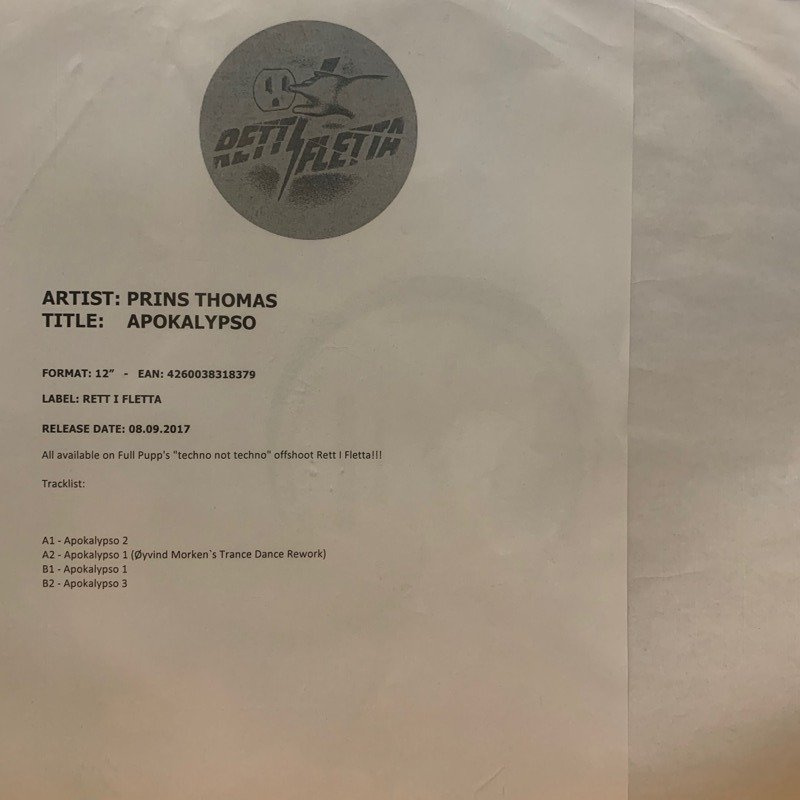 RETT I FLETTA
ARTIST: PRINS THOMAS
TITLE: APOKALYPSO
FORMAT: 12” - EAN: 4260038318379
LABEL: RETT I FLETTA
RELEASE DATE: 08.09.2017
All available on Full Pupp's "techno not techno" offshoot Rett I Fletta!!!
Tracklist:
A1 - Apokalypso 2
A2 - Apokalypso 1 (Øyvind Morken`s Trance Dance Rework)
B1 - Apokalypso 1
B2 - Apokalypso 3